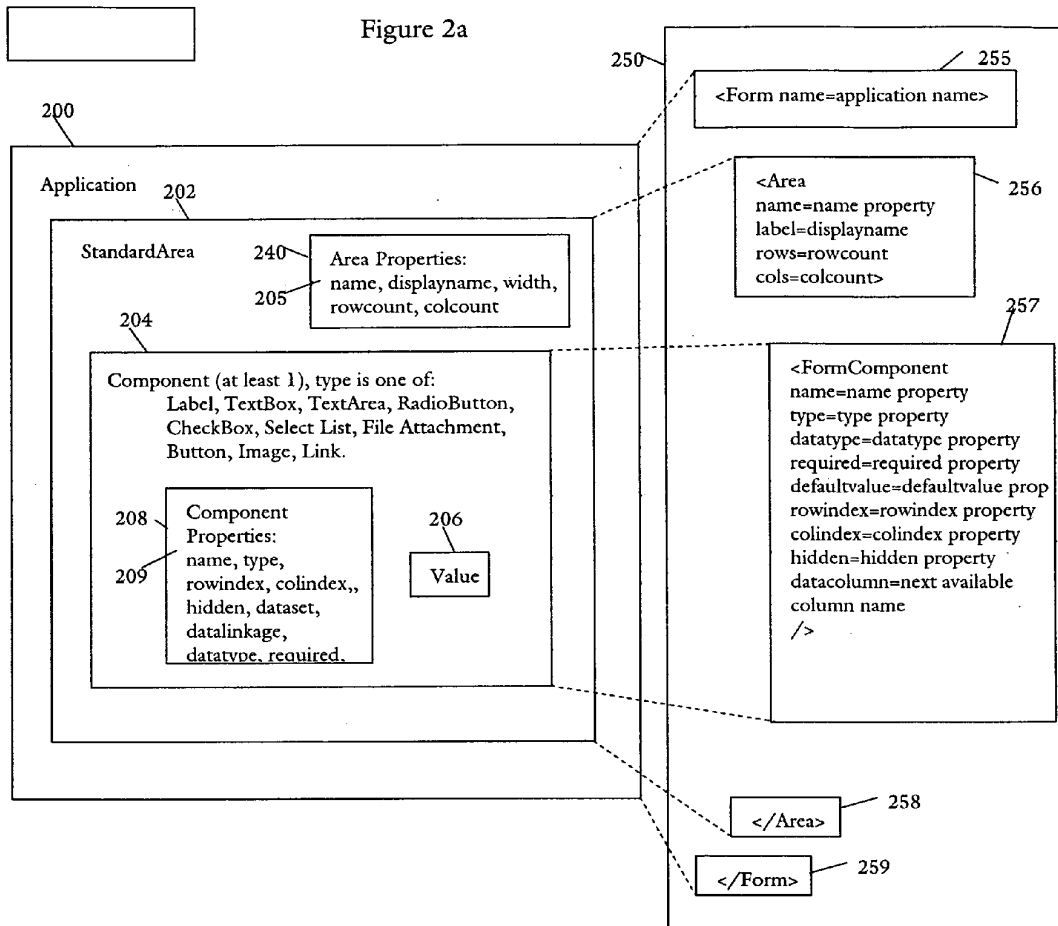 Figure 2a
200
Application
202
StandardArea
240
205
Area Properties:
name, displayname, width,
rowcount, colcount
204
Component (at least 1), type is one of:
Label, TextBox, TextArea, RadioButton,
CheckBox, Select List, File Attachment,
Button, Image, Link.
208
209
Component
Properties:
name, type,
rowindex, colindex,,
hidden, dataset,
datalinkage,
datatype, required,
206
Value
250
255
<Form name=application name>
256
<Area
name=name property
label=displayname
rows=rowcount
cols=colcount>
257
<FormComponent
name=name property
type=type property
datatype=datatype property
required=required property
defaultvalue=defaultvalue prop
rowindex=rowindex property
colindex=colindex property
hidden=hidden property
datacolumn=next available
column name
/>
258
</Area>
259
</Form>